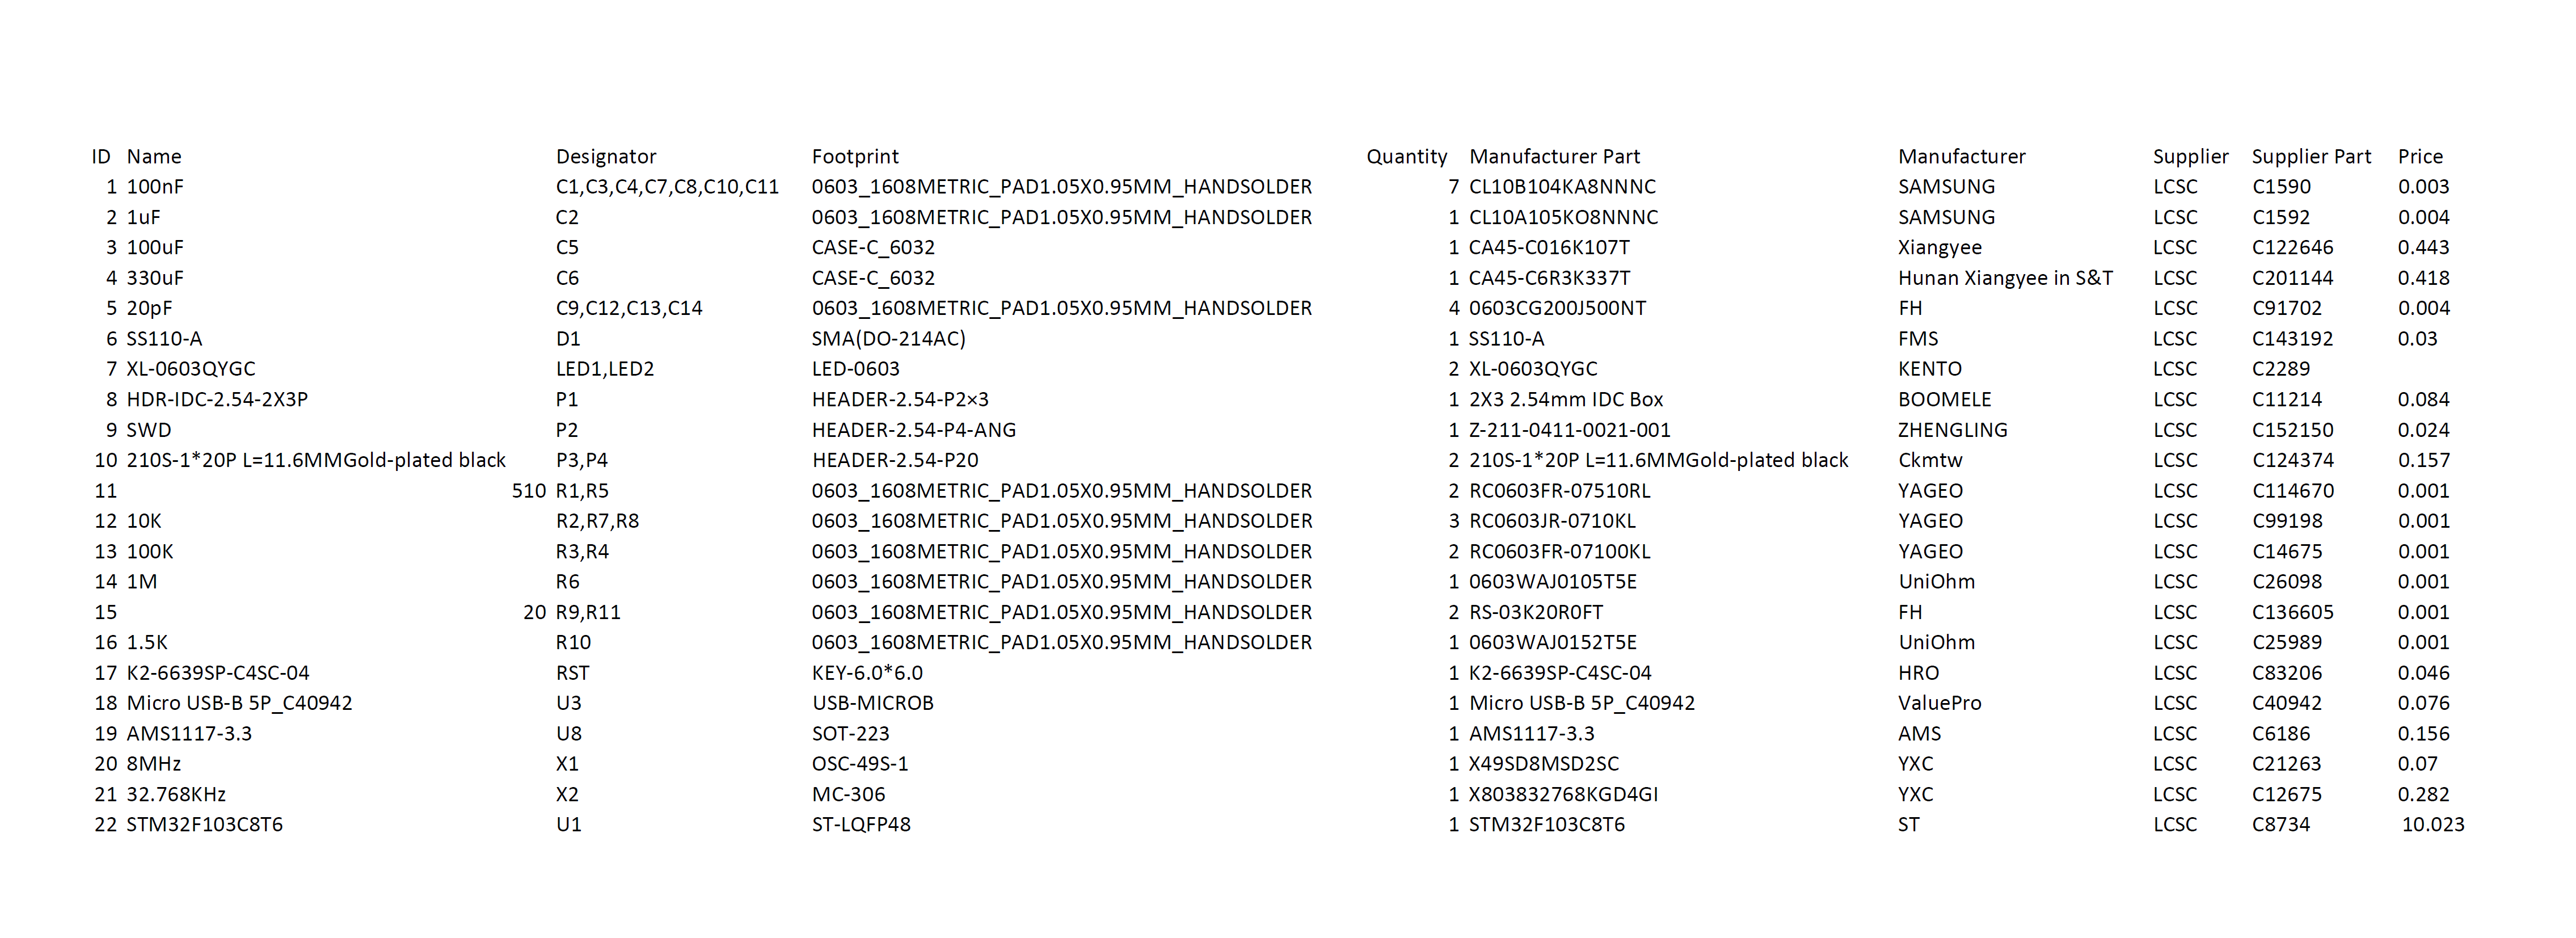 ID Name Designator Footprint Quantity Manufacturer Part Manufacturer Supplier Supplier Part Price
1 100nF C1,C3,C4,C7,C8,C10,C11 0603_1608METRIC_PAD1.05X0.95MM_HANDSOLDER 7 CL10B104KA8NNNC SAMSUNG LCSC C1590 0.003
2 1uF C2 0603_1608METRIC_PAD1.05X0.95MM_HANDSOLDER 1 CL10A105KO8NNNC SAMSUNG LCSC C1592 0.004
3 100uF C5 CASE-C_6032 1 CA45-C016K107T Xiangyee LCSC C122646 0.443
4 330uF C6 CASE-C_6032 1 CA45-C6R3K337T Hunan Xiangyee in S&T LCSC C201144 0.418
5 20pF C9,C12,C13,C14 0603_1608METRIC_PAD1.05X0.95MM_HANDSOLDER 4 0603CG200J500NT FH LCSC C91702 0.004
6 SS110-A D1 SMA(DO-214AC) 1 SS110-A FMS LCSC C143192 0.03
7 XL-0603QYGC LED1,LED2 LED-0603 2 XL-0603QYGC KENTO LCSC C2289
8 HDR-IDC-2.54-2X3P P1 HEADER-2.54-P2×3 1 2X3 2.54mm IDC Box BOOMELE LCSC C11214 0.084
9 SWD P2 HEADER-2.54-P4-ANG 1 Z-211-0411-0021-001 ZHENGLING LCSC C152150 0.024
10 210S-1*20P L=11.6MMGold-plated black P3,P4 HEADER-2.54-P20 2 210S-1*20P L=11.6MMGold-plated black Ckmtw LCSC C124374 0.157
11 510 R1,R5 0603_1608METRIC_PAD1.05X0.95MM_HANDSOLDER 2 RC0603FR-07510RL YAGEO LCSC C114670 0.001
12 10K R2,R7,R8 0603_1608METRIC_PAD1.05X0.95MM_HANDSOLDER 3 RC0603JR-0710KL YAGEO LCSC C99198 0.001
13 100K R3,R4 0603_1608METRIC_PAD1.05X0.95MM_HANDSOLDER 2 RC0603FR-07100KL YAGEO LCSC C14675 0.001
14 1M R6 0603_1608METRIC_PAD1.05X0.95MM_HANDSOLDER 1 0603WAJ0105T5E UniOhm LCSC C26098 0.001
15 20 R9,R11 0603_1608METRIC_PAD1.05X0.95MM_HANDSOLDER 2 RS-03K20R0FT FH LCSC C136605 0.001
16 1.5K R10 0603_1608METRIC_PAD1.05X0.95MM_HANDSOLDER 1 0603WAJ0152T5E UniOhm LCSC C25989 0.001
17 K2-6639SP-C4SC-04 RST KEY-6.0*6.0 1 K2-6639SP-C4SC-04 HRO LCSC C83206 0.046
18 Micro USB-B 5P_C40942 U3 USB-MICROB 1 Micro USB-B 5P_C40942 ValuePro LCSC C40942 0.076
19 AMS1117-3.3 U8 SOT-223 1 AMS1117-3.3 AMS LCSC C6186 0.156
20 8MHz X1 OSC-49S-1 1 X49SD8MSD2SC YXC LCSC C21263 0.07
21 32.768KHz X2 MC-306 1 X803832768KGD4GI YXC LCSC C12675 0.282
22 STM32F103C8T6 U1 ST-LQFP48 1 STM32F103C8T6 ST LCSC C8734 10.023